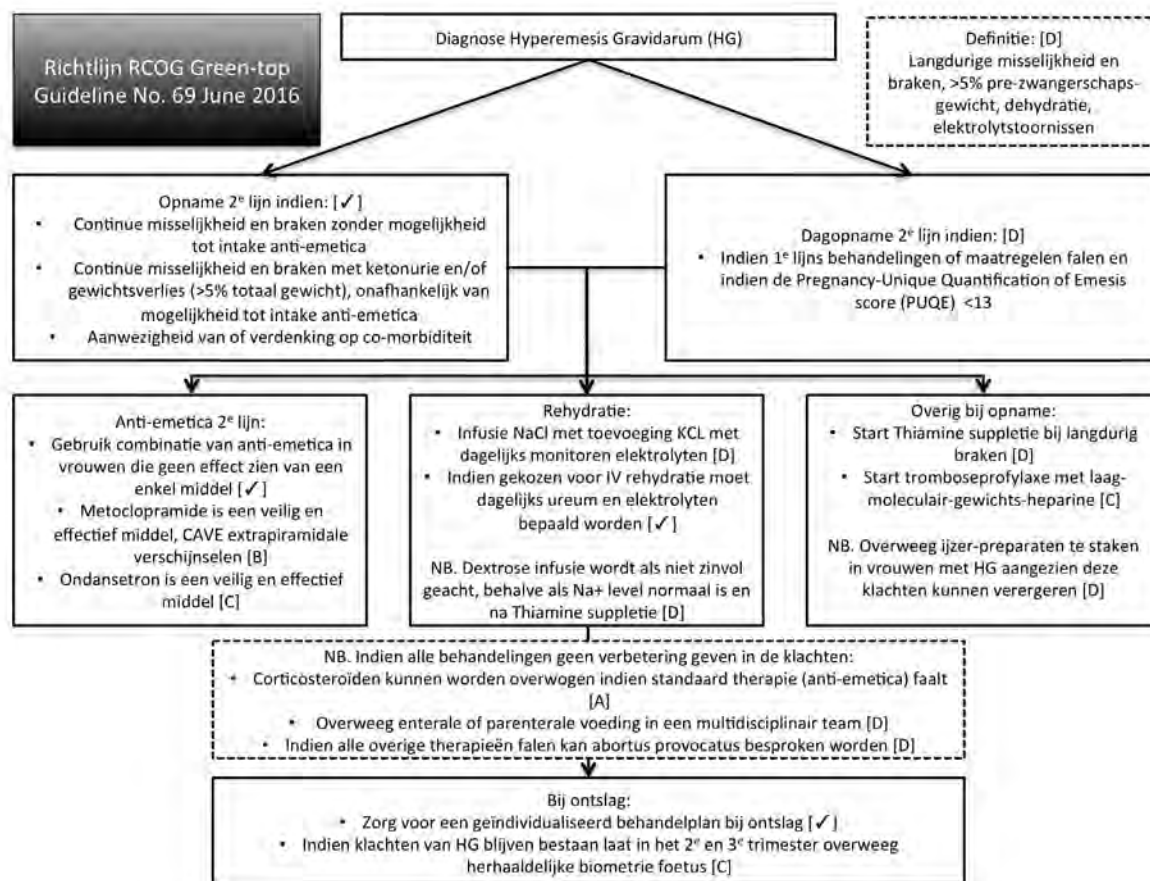 Richtlijn RCOG Green-top
Guideline No. 69 June 2016
Diagnose Hyperemesis Gravidarum (HG)
Definitie: [D]
Langdurige misselijkheid en
braken, >5% pre-zwangerschaps-
gewicht, dehydratie,
elektrolytstoornissen
Opname 2e lijn indien: [✓]
• Continue misselijkheid en braken zonder mogelijkheid
tot intake anti-emetica
• Continue misselijkheid en braken met ketonurie en/of
gewichtsverlies (>5% totaal gewicht), onafhankelijk van
mogelijkheid tot intake anti-emetica
• Aanwezigheid van of verdenking op co-morbiditeit
Dagopname 2e lijn indien: [D]
• Indien 1e lijns behandelingen of maatregelen falen en
indien de Pregnancy-Unique Quantification of Emesis
score (PUQE) <13
Anti-emetica 2e lijn:
• Gebruik combinatie van anti-emetica in
vrouwen die geen effect zien van een
enkel middel [✓]
• Metoclopramide is een veilig en
effectief middel, CAVE extrapiramidale
verschijnselen [B]
• Ondansetron is een veilig en effectief
middel [C]
Rehydratie:
• Infusie NaCl met toevoeging KCL met
dagelijks monitoren elektrolyten [D]
• Indien gekozen voor IV rehydratie moet
dagelijks ureum en elektrolyten
bepaald worden [✓]
NB. Dextrose infusie wordt als niet zinvol
geacht, behalve als Na+ level normaal is en
na Thiamine suppletie [D]
Overig bij opname:
• Start Thiamine suppletie bij langdurig
braken [D]
• Start tromboseprofylaxe met laag-
moleculair-gewichts-heparine [C]
NB. Overweeg ijzer-preparaten te staken
in vrouwen met HG aangezien deze
klachten kunnen verergeren [D]
NB. Indien alle behandelingen geen verbetering geven in de klachten:
+ Corticosteroïden kunnen worden overwogen indien standaard therapie (anti-emetica) faalt
[A]
• Overweeg enterale of parenterale voeding in een multidisciplinair team [D]
• Indien alle overige therapieën falen kan abortus provocatus besproken worden [D]
Bij ontslag:
• Zorg voor een geïndividualiseerd behandelplan bij ontslag [✓]
• Indien klachten van HG blijven bestaan laat in het 2e en 3e trimester overweeg
herhaaldelijke biometrie foetus [C]